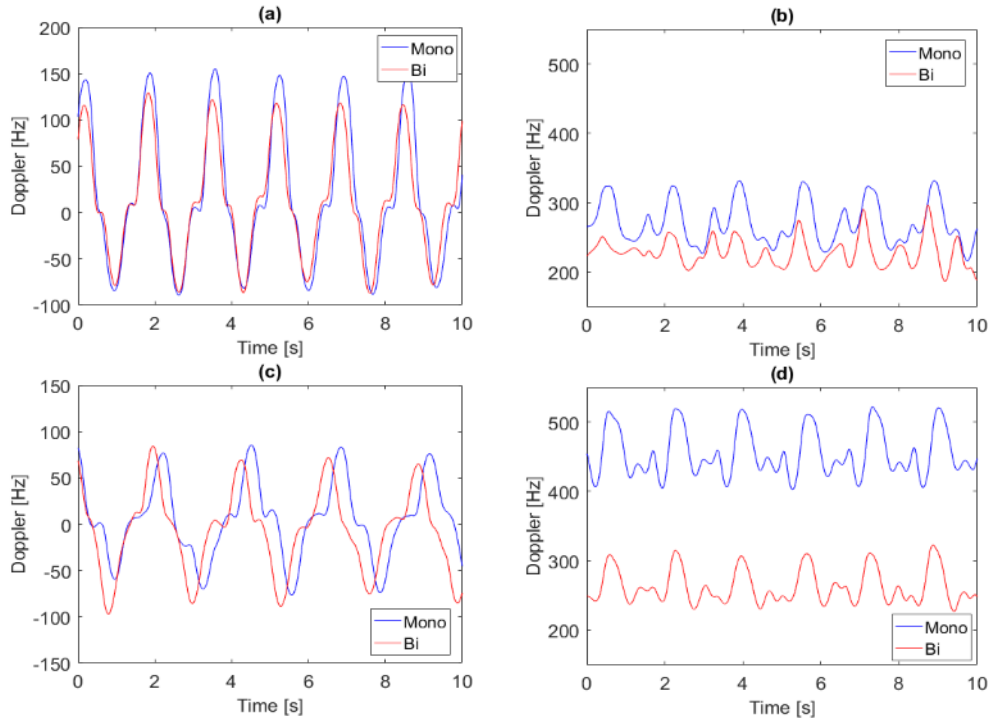 (a)
200
150
100
50
0
-50
-100
Doppler [Hz]
Mono
Bi
0 2 4 6 8 10
Time [s]
(b)
500
400
300
200
Doppler [Hz]
Mono
Bi
0 2 4 6 8 10
Time [s]
(c)
150
100
50
0
-50
-100
-150
Doppler [Hz]
Mono
Bi
0 2 4 6 8 10
Time [s]
(d)
500
400
300
200
Doppler [Hz]
Mono
Bi
0 2 4 6 8 10
Time [s]